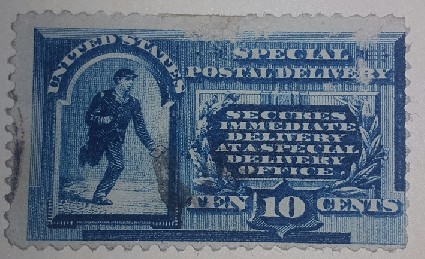 UNITED STATES
SPECIAL
POSTAL DELIVERY
SECURES
IMMEDIATE
DELIVERY
AT A SPECIAL
DELIVERY
OFFICE.
TEN 10 CENTS